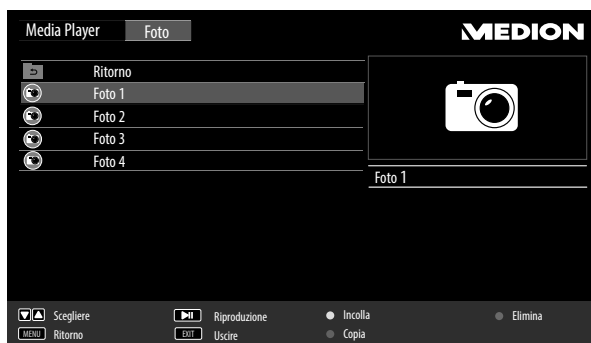 Media Player Foto MEDION
Ritorno
Foto 1
Foto 2
Foto 3
Foto 4
Foto 1
Scegliere Riproduzione Incolla Elimina
MENU Ritorno EXIT Uscire Copia